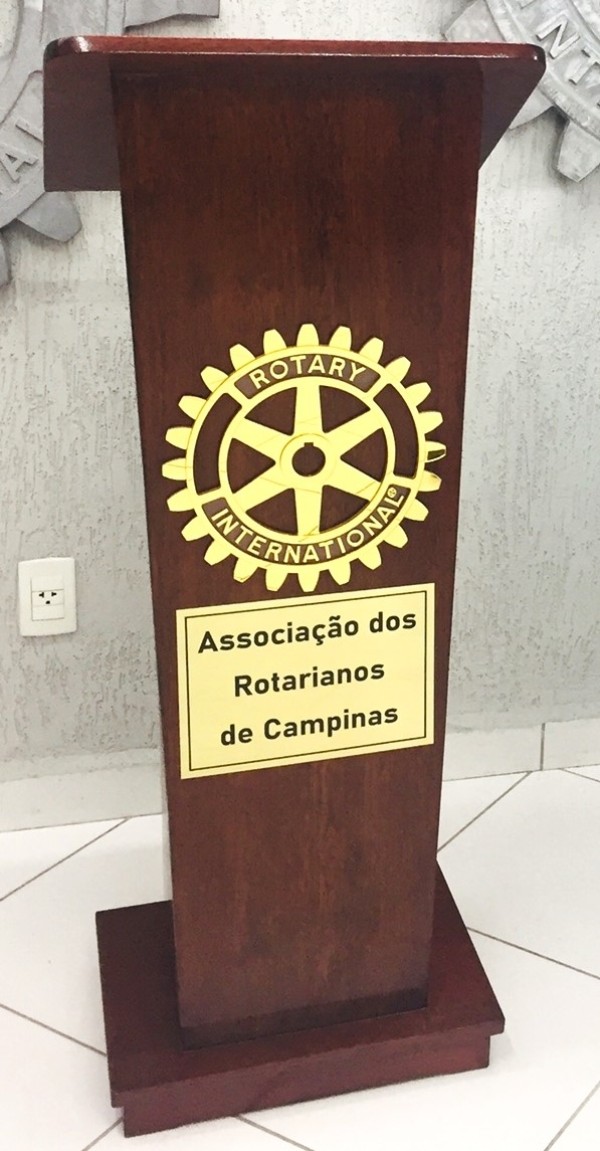 ROTARY
INTERNATIONAL®
Associação dos
Rotarianos
de Campinas